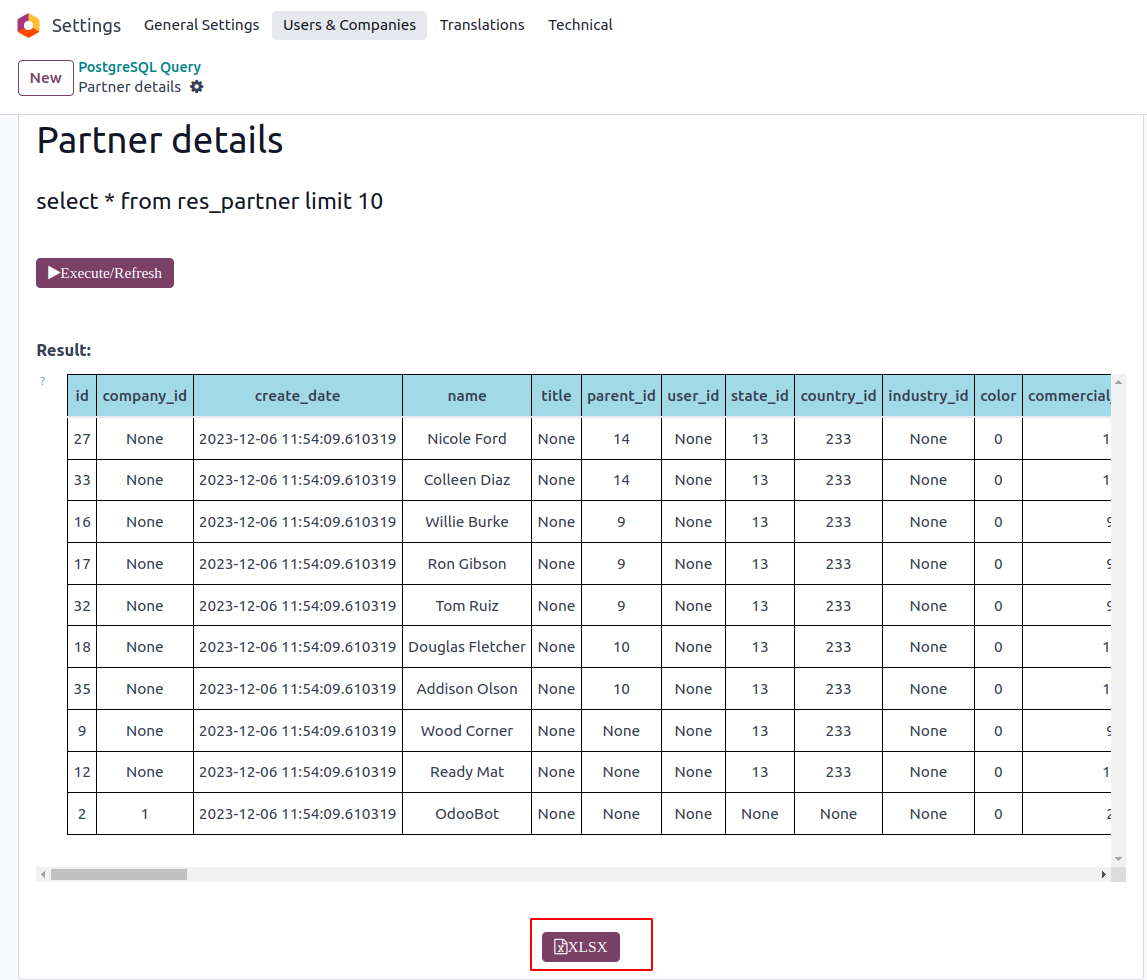 Settings General Settings Users & Companies Translations Technical
New PostgreSQL Query
Partner details
Partner details
select * from res_partner limit 10
Execute/Refresh
Result:
?
id company_id create_date name title parent_id user_id state_id country_id industry_id color commercial_
27 None 2023-12-06 11:54:09.610319 Nicole Ford None 14 None 13 233 None 0 1
33 None 2023-12-06 11:54:09.610319 Colleen Diaz None 14 None 13 233 None 0 1
16 None 2023-12-06 11:54:09.610319 Willie Burke None 9 None 13 233 None 0 9
17 None 2023-12-06 11:54:09.610319 Ron Gibson None 9 None 13 233 None 0 9
32 None 2023-12-06 11:54:09.610319 Tom Ruiz None 9 None 13 233 None 0 9
18 None 2023-12-06 11:54:09.610319 Douglas Fletcher None 10 None 13 233 None 0 1
35 None 2023-12-06 11:54:09.610319 Addison Olson None 10 None 13 233 None 0 1
9 None 2023-12-06 11:54:09.610319 Wood Corner None None None 13 233 None 0 9
12 None 2023-12-06 11:54:09.610319 Ready Mat None None None 13 233 None 0 1
2 1 2023-12-06 11:54:09.610319 OdooBot None None None None None None 0 2
XLSX